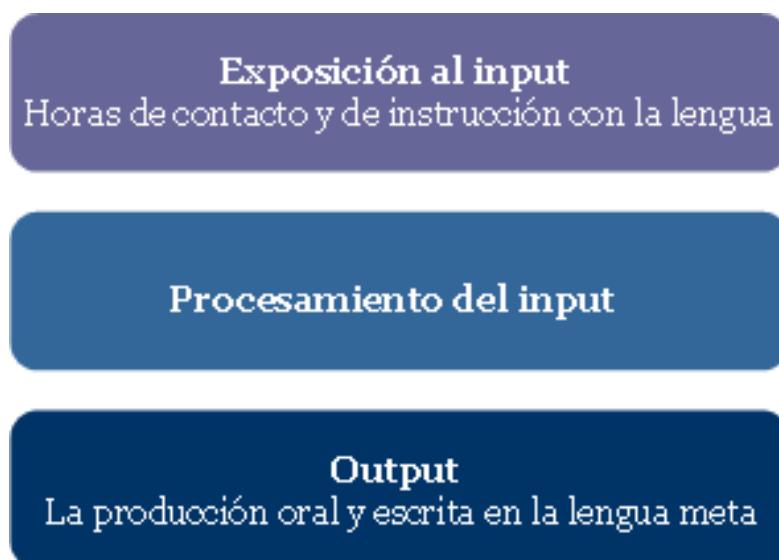 Exposición al input
Horas de contacto y de instrucción con la lengua
Procesamiento del input
Output
La producción oral y escrita en la lengua meta